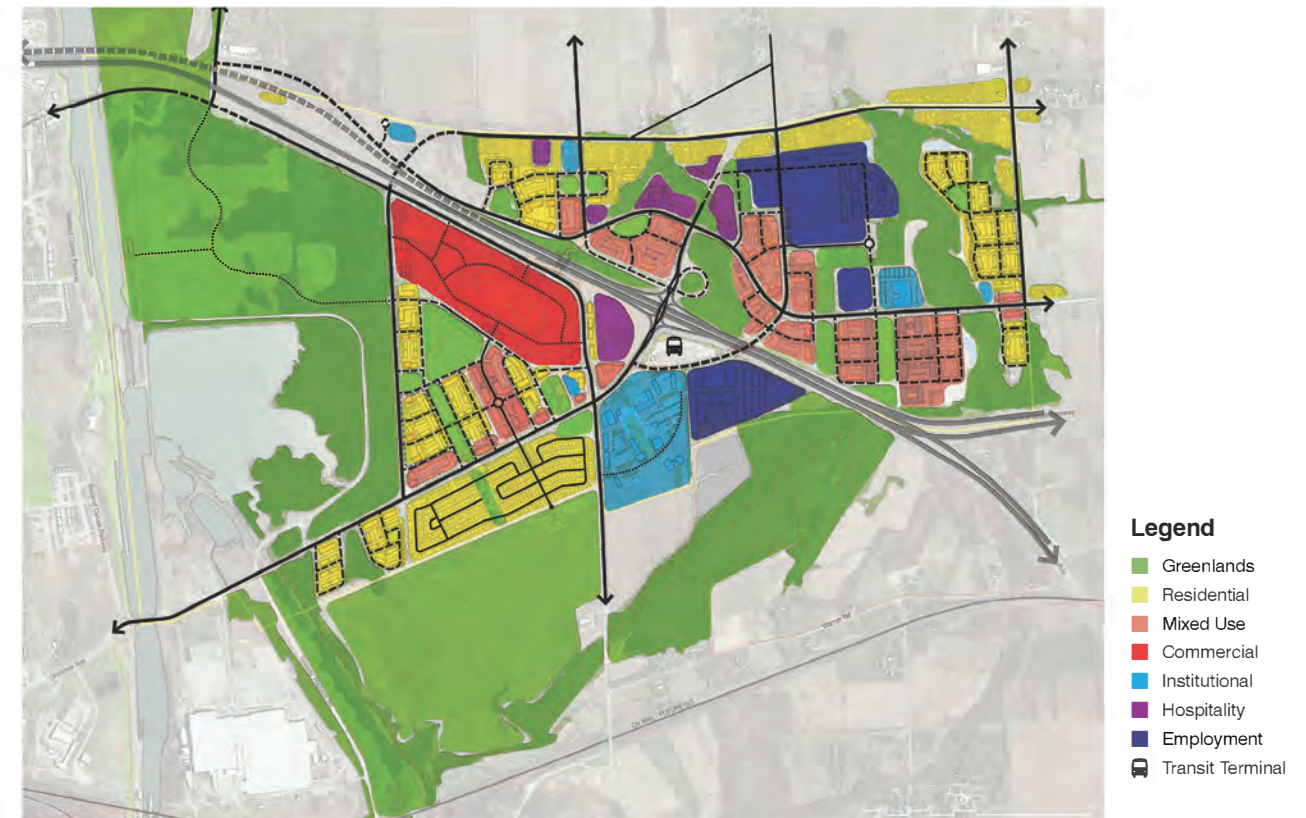 Legend
Greenlands
Residential
Mixed Use
Commercial
Institutional
Hospitality
Employment
Transit Terminal